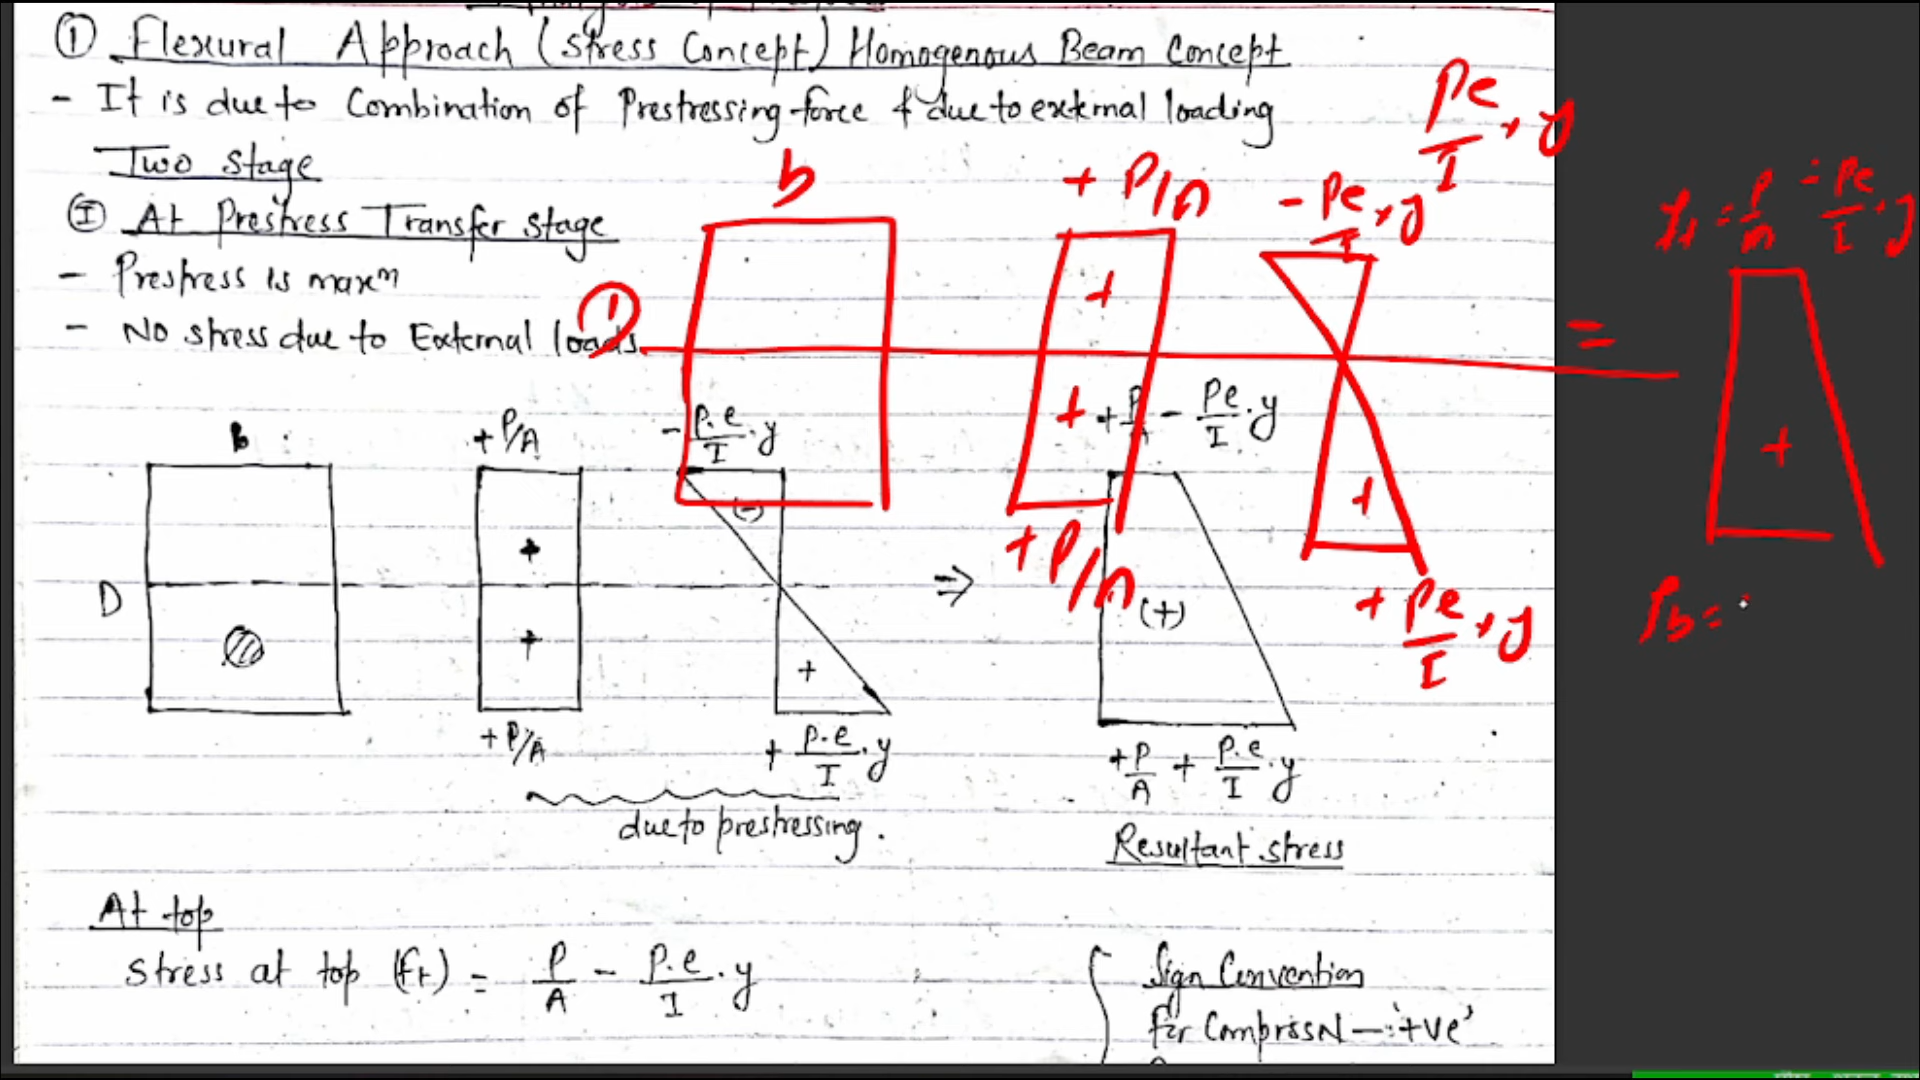 ① Flexural Approach (Stress Concept) Homogenous Beam Concept
- It is due to Combination of Prestressing force & due to external loading
Two Stage
Ⓘ At Prestress Transfer Stage
- Prestress is maxᵐ
- No stress due to External loads.
b
+ P/A
- Pe/I × y
Pe/I × y
ft = P/A - Pe/I × y
①
+
+
+
+
=
+ P/A
+ Pe/I × y
fb =
b
+P/A
- P.e/I . y
+ P/A - Pe/I . y
D
+
+
(-)
+
⇒
(+)
+P/A
+ P.e/I . y
+P/A + P.e/I . y
due to prestressing.
Resultant stress
At top
Stress at top (ft) = P/A - P.e/I . y
Sign Convention
for CompressN — '+ve'